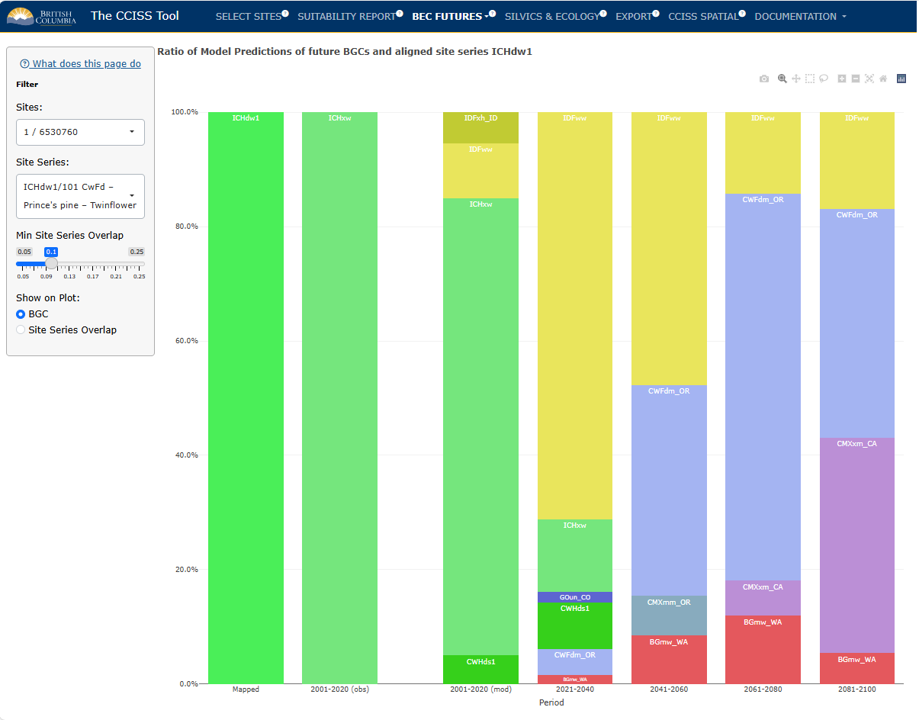 BRITISH
COLUMBIA
The CCISS Tool
SELECT SITES?
SUITABILITY REPORT?
BEC FUTURES?
SILVICS & ECOLOGY?
EXPORT?
CCISS SPATIAL?
DOCUMENTATION
? What does this page do
Filter
Sites:
1 / 6530760
Site Series:
ICHdw1/101 CwFd –
Prince's pine – Twinflower
Min Site Series Overlap
0.05 0.1 0.25
0.05 0.09 0.13 0.17 0.21 0.25
Show on Plot:
BGC
Site Series Overlap
Ratio of Model Predictions of future BGCs and aligned site series ICHdw1
100.0%
80.0%
60.0%
40.0%
20.0%
0.0%
ICHdw1
ICHxw
IDFxh_ID
IDFww
ICHxw
CWHds1
IDFww
ICHxw
GOun_CO
CWHds1
CWFdm_OR
BGmw_WA
IDFww
CWFdm_OR
CMXmm_OR
BGmw_WA
IDFww
CWFdm_OR
CMXxm_CA
BGmw_WA
IDFww
CWFdm_OR
CMXxm_CA
BGmw_WA
Mapped 2001-2020 (obs) 2001-2020 (mod) 2021-2040 2041-2060 2061-2080 2081-2100
Period